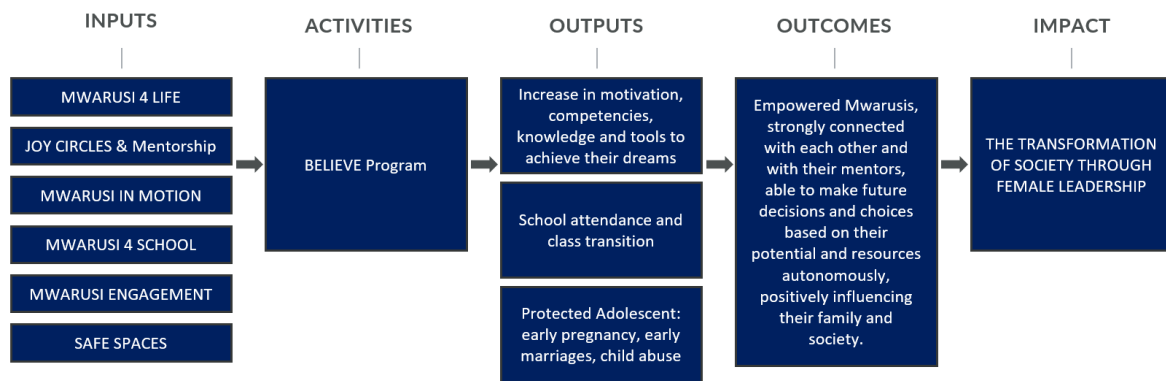 INPUTS
MWARUSI 4 LIFE
JOY CIRCLES & Mentorship
MWARUSI IN MOTION
MWARUSI 4 SCHOOL
MWARUSI ENGAGEMENT
SAFE SPACES
ACTIVITIES
BELIEVE Program
OUTPUTS
Increase in motivation,
competencies,
knowledge and tools to
achieve their dreams
School attendance and
class transition
Protected Adolescent:
early pregnancy, early
marriages, child abuse
OUTCOMES
Empowered Mwarusis,
strongly connected
with each other and
with their mentors,
able to make future
decisions and choices
based on their
potential and resources
autonomously,
positively influencing
their family and
society.
IMPACT
THE TRANSFORMATION
OF SOCIETY THROUGH
FEMALE LEADERSHIP